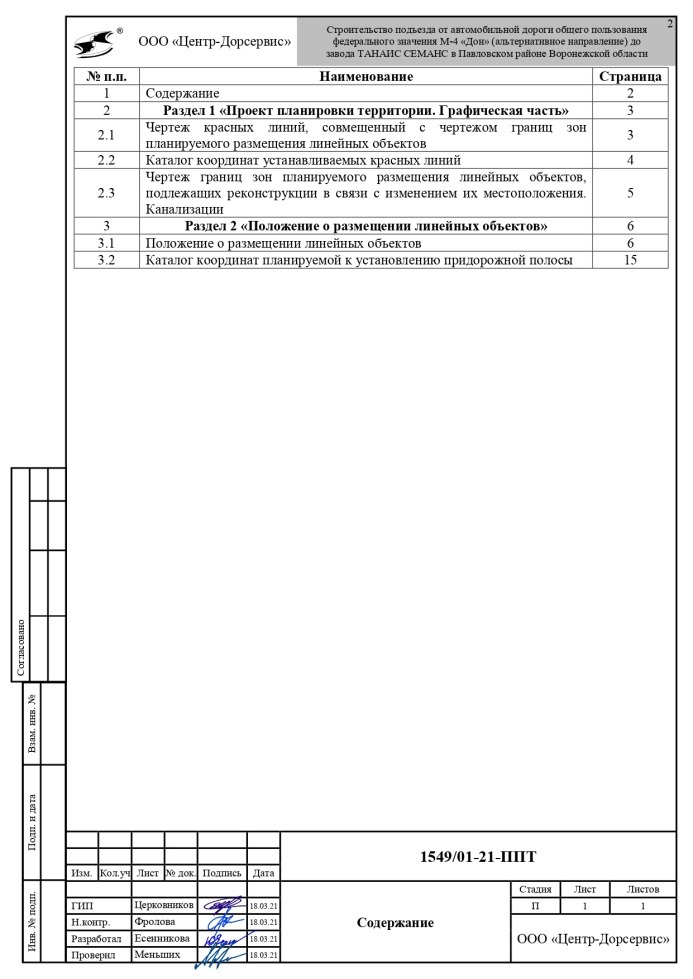 2
®
ООО «Центр-Дорсервис»
Строительство подъезда от автомобильной дороги общего пользования
федерального значения М-4 «Дон» (альтернативное направление) до
завода ТАНАИС СЕМАНС в Павловском районе Воронежской области
№ п.п. Наименование Страница
1 Содержание 2
2 Раздел 1 «Проект планировки территории. Графическая часть» 3
2.1 Чертеж красных линий, совмещенный с чертежом границ зон
планируемого размещения линейных объектов 3
2.2 Каталог координат устанавливаемых красных линий 4
2.3 Чертеж границ зон планируемого размещения линейных объектов,
подлежащих реконструкции в связи с изменением их местоположения. 5
Канализации
3 Раздел 2 «Положение о размещении линейных объектов» 6
3.1 Положение о размещении линейных объектов 6
3.2 Каталог координат планируемой к установлению придорожной полосы 15
Согласовано
Взам. инв. №
Подп. и дата
Инв. № подп.
1549/01-21-ППТ
Изм. Кол.уч Лист № док. Подпись Дата
Стадия Лист Листов
ГИП Церковников 18.03.21 П 1 1
Н.контр. Фролова 18.03.21
Содержание
Разработал Есенникова 18.03.21
ООО «Центр-Дорсервис»
Проверил Меньших 18.03.21